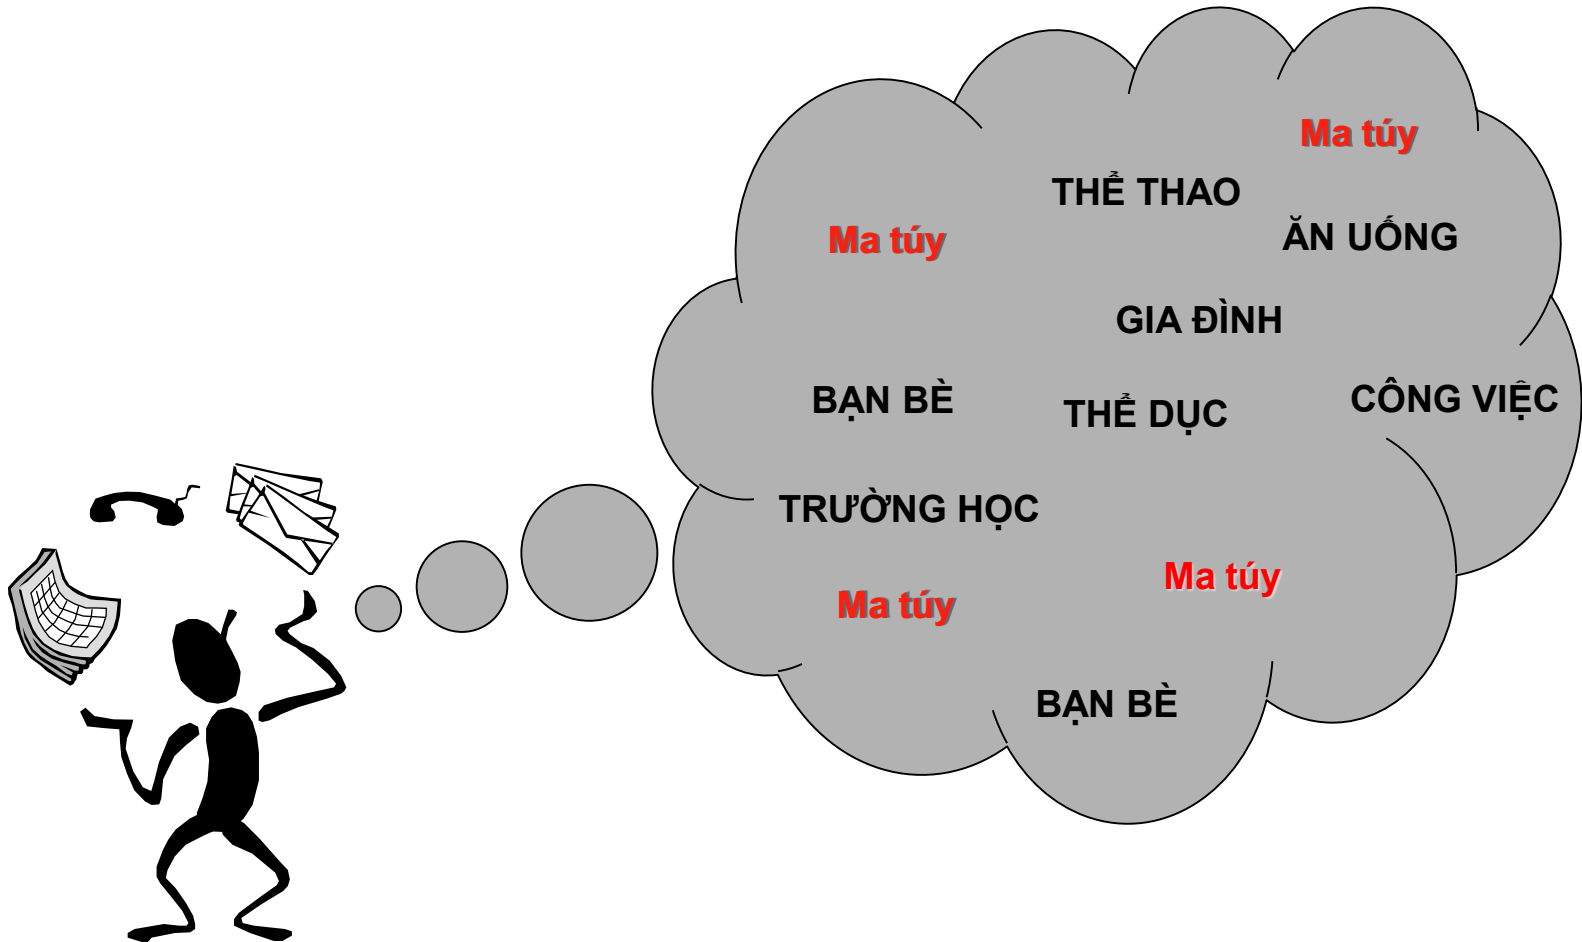 Ma túy
THỂ THAO
Ma túy
ĂN UỐNG
GIA ĐÌNH
BẠN BÈ
THỂ DỤC
CÔNG VIỆC
TRƯỜNG HỌC
Ma túy
Ma túy
BẠN BÈ